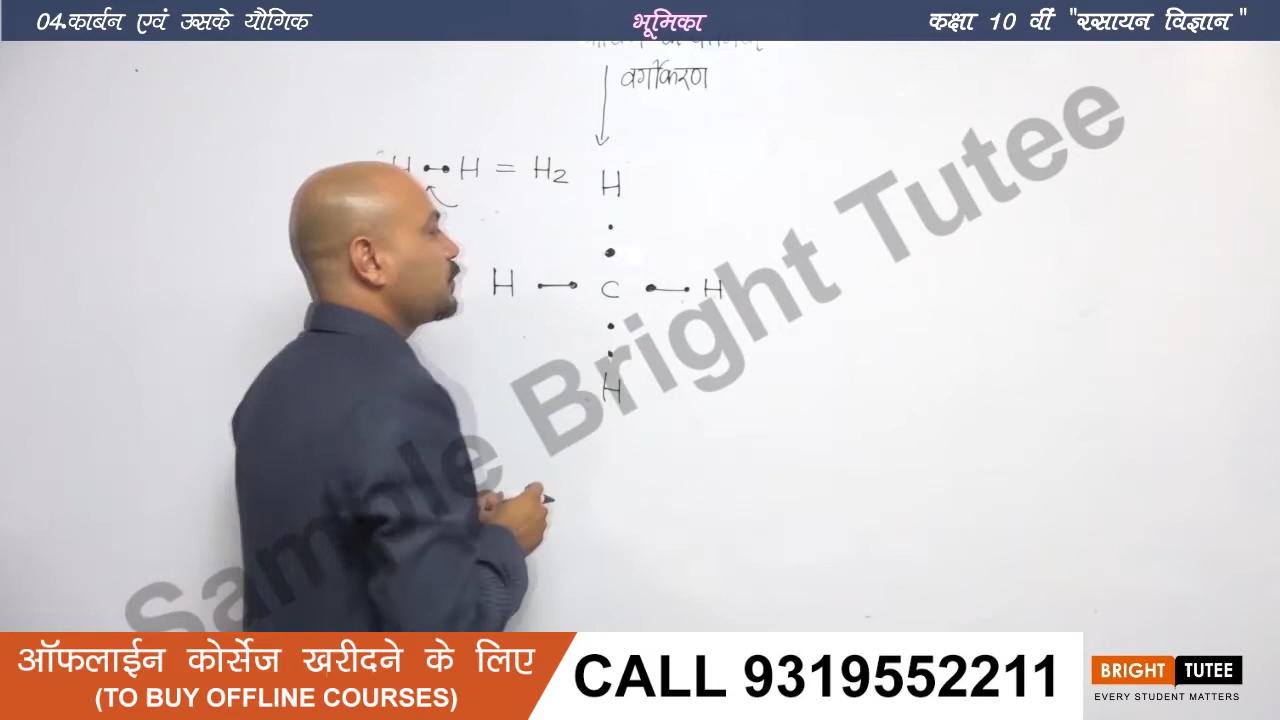 04.कार्बन एवं उसके यौगिक
भूमिका
कक्षा 10 वीं "रसायन विज्ञान"
वर्गीकरण
H = H₂
H
H C H
H
Sample Bright Tutee
ऑफलाईन कोर्सेज खरीदने के लिए
(TO BUY OFFLINE COURSES)
CALL 9319552211
BRIGHT TUTEE
EVERY STUDENT MATTERS